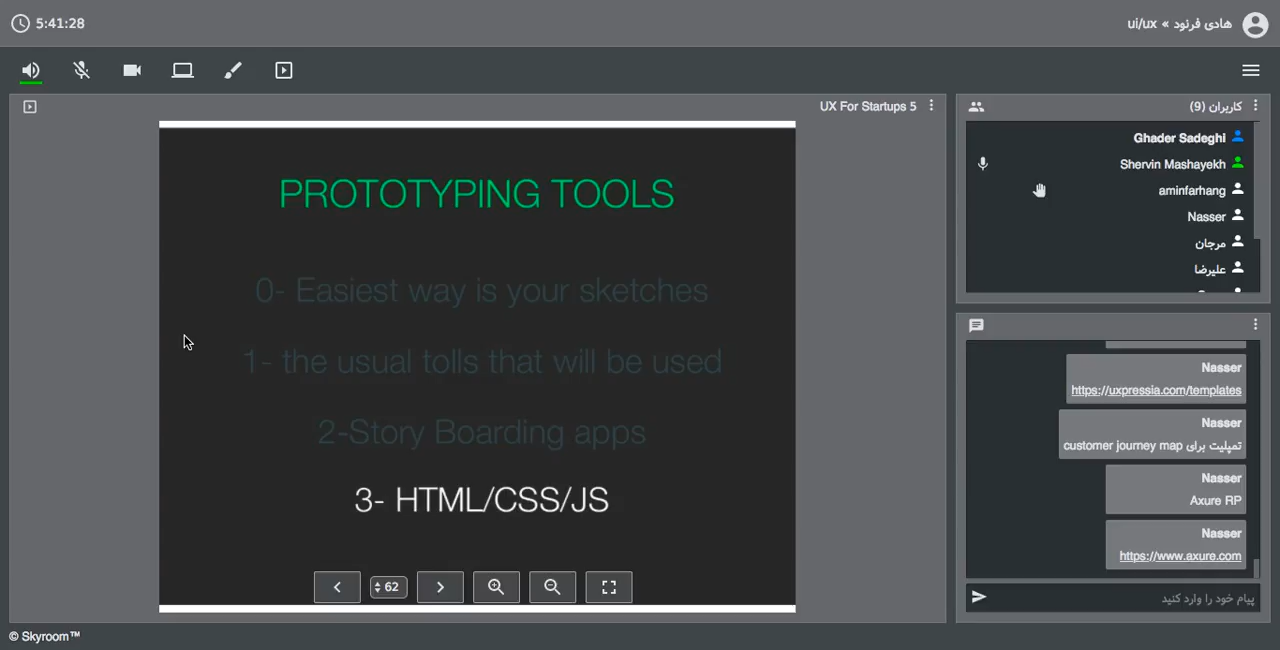 5:41:28
هادی فرنود » ui/ux
UX For Startups 5
PROTOTYPING TOOLS
0- Easiest way is your sketches
1- the usual tolls that will be used
2-Story Boarding apps
3- HTML/CSS/JS
62
کاربران (9)
Ghader Sadeghi
Shervin Mashayekh
aminfarhang
Nasser
مرجان
علیرضا
Nasser
https://uxpressia.com/templates
Nasser
تمپلیت برای customer journey map
Nasser
Axure RP
Nasser
https://www.axure.com
پیام خود را وارد کنید
© Skyroom™